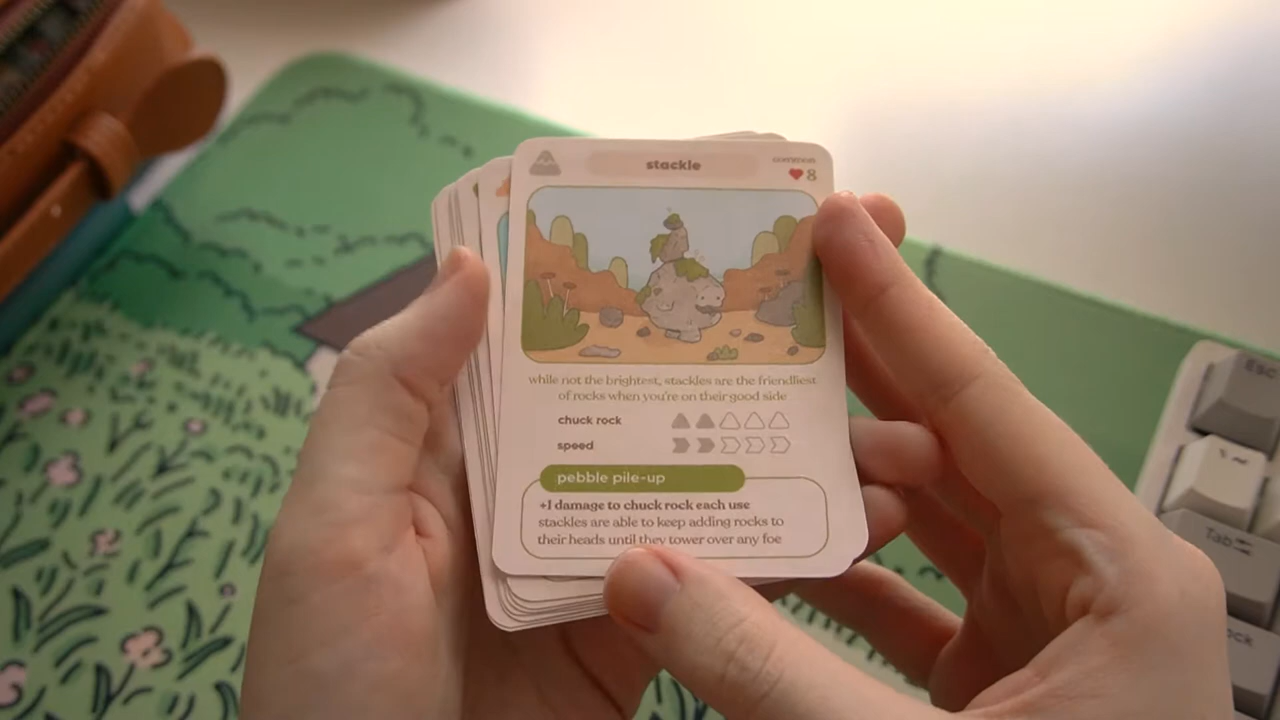 stackle
common
8
while not the brightest, stackles are the friendliest
of rocks when you're on their good side
chuck rock
speed
pebble pile-up
+1 damage to chuck rock each use
stackles are able to keep adding rocks to
their heads until they tower over any foe
ESC
Tab